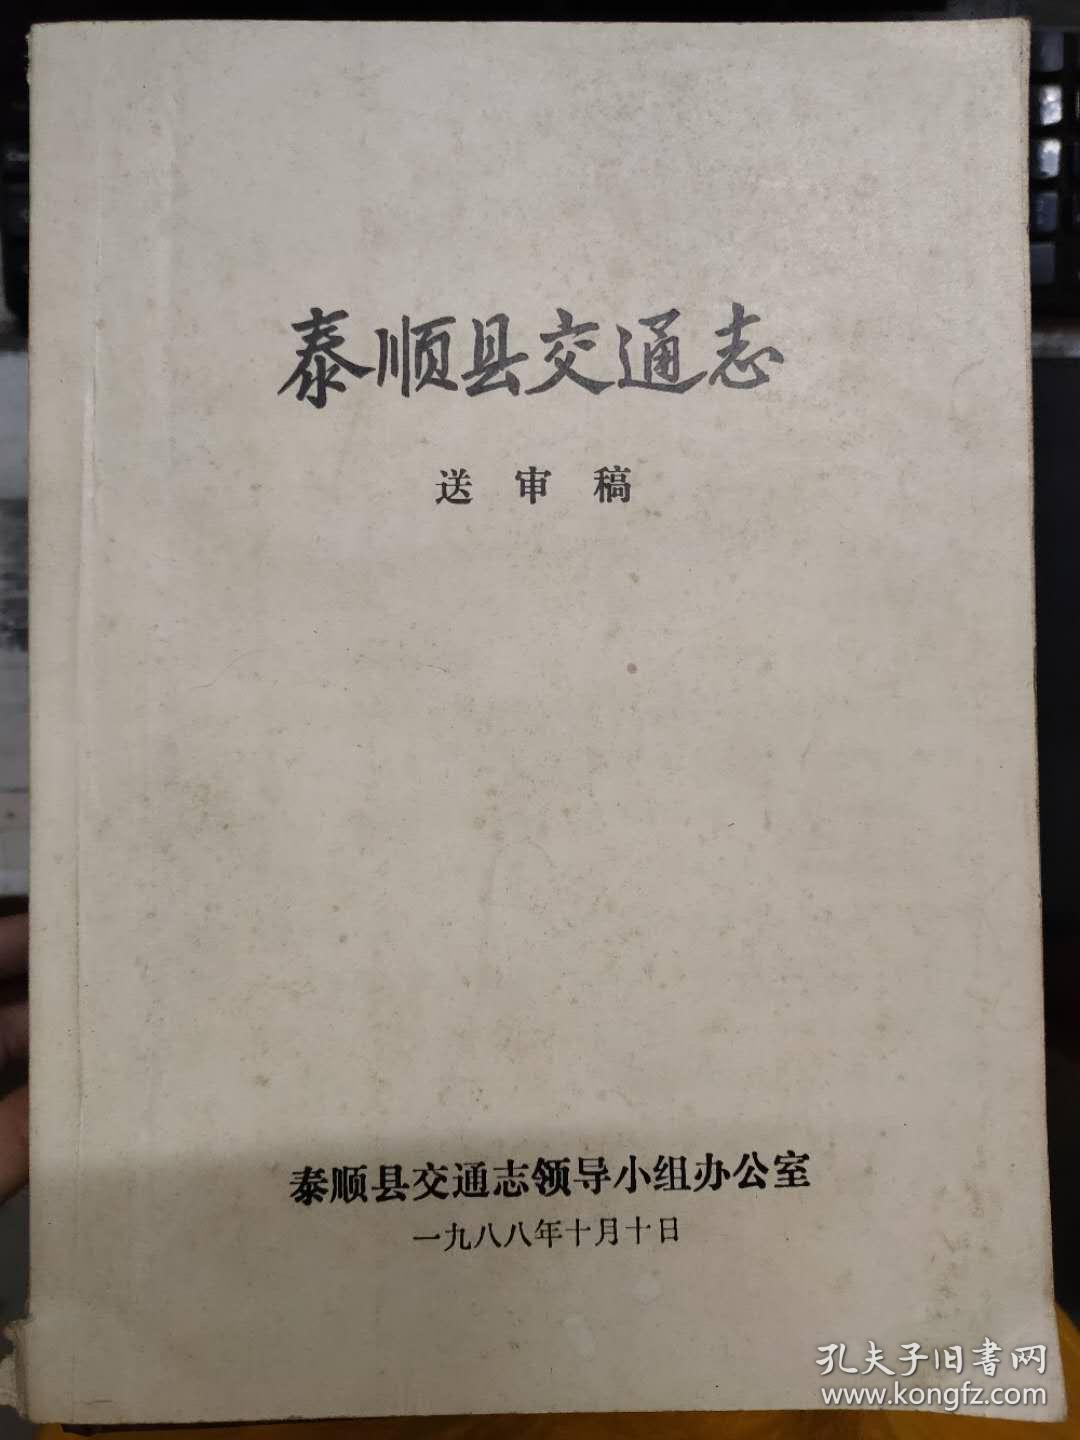 泰顺县交通志
送审稿
泰顺县交通志领导小组办公室
一九八八年十月十日
孔夫子旧書网
www.kongfz.com